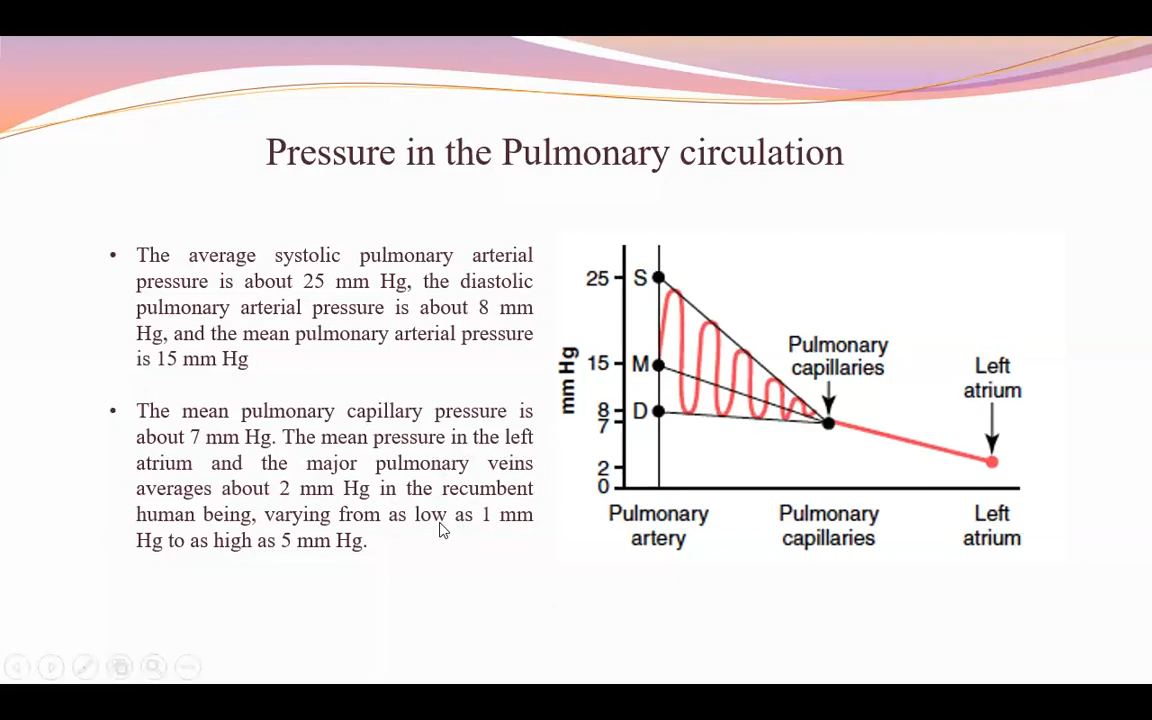 Pressure in the Pulmonary circulation
• The average systolic pulmonary arterial
pressure is about 25 mm Hg, the diastolic
pulmonary arterial pressure is about 8 mm
Hg, and the mean pulmonary arterial pressure
is 15 mm Hg
• The mean pulmonary capillary pressure is
about 7 mm Hg. The mean pressure in the left
atrium and the major pulmonary veins
averages about 2 mm Hg in the recumbent
human being, varying from as low as 1 mm
Hg to as high as 5 mm Hg.
mm Hg
25
15
8
7
2
0
S
M
D
Pulmonary
capillaries
Left
atrium
Pulmonary
artery
Pulmonary
capillaries
Left
atrium